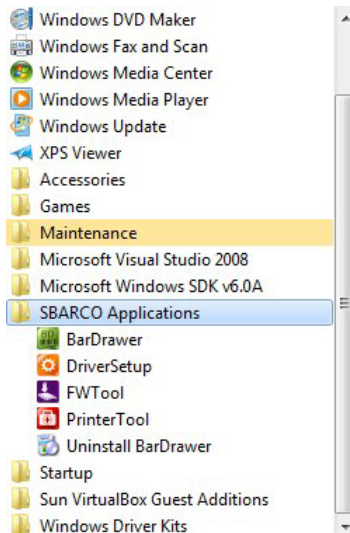 Windows DVD Maker
Windows Fax and Scan
Windows Media Center
Windows Media Player
Windows Update
XPS Viewer
Accessories
Games
Maintenance
Microsoft Visual Studio 2008
Microsoft Windows SDK v6.0A
SBARCO Applications
BarDrawer
DriverSetup
FWTool
PrinterTool
Uninstall BarDrawer
Startup
Sun VirtualBox Guest Additions
Windows Driver Kits